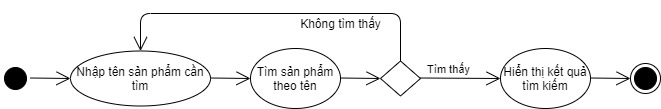 Không tìm thấy
Nhập tên sản phẩm cần
tìm
Tìm sản phẩm
theo tên
Tìm thấy
Hiển thị kết quả
tìm kiếm